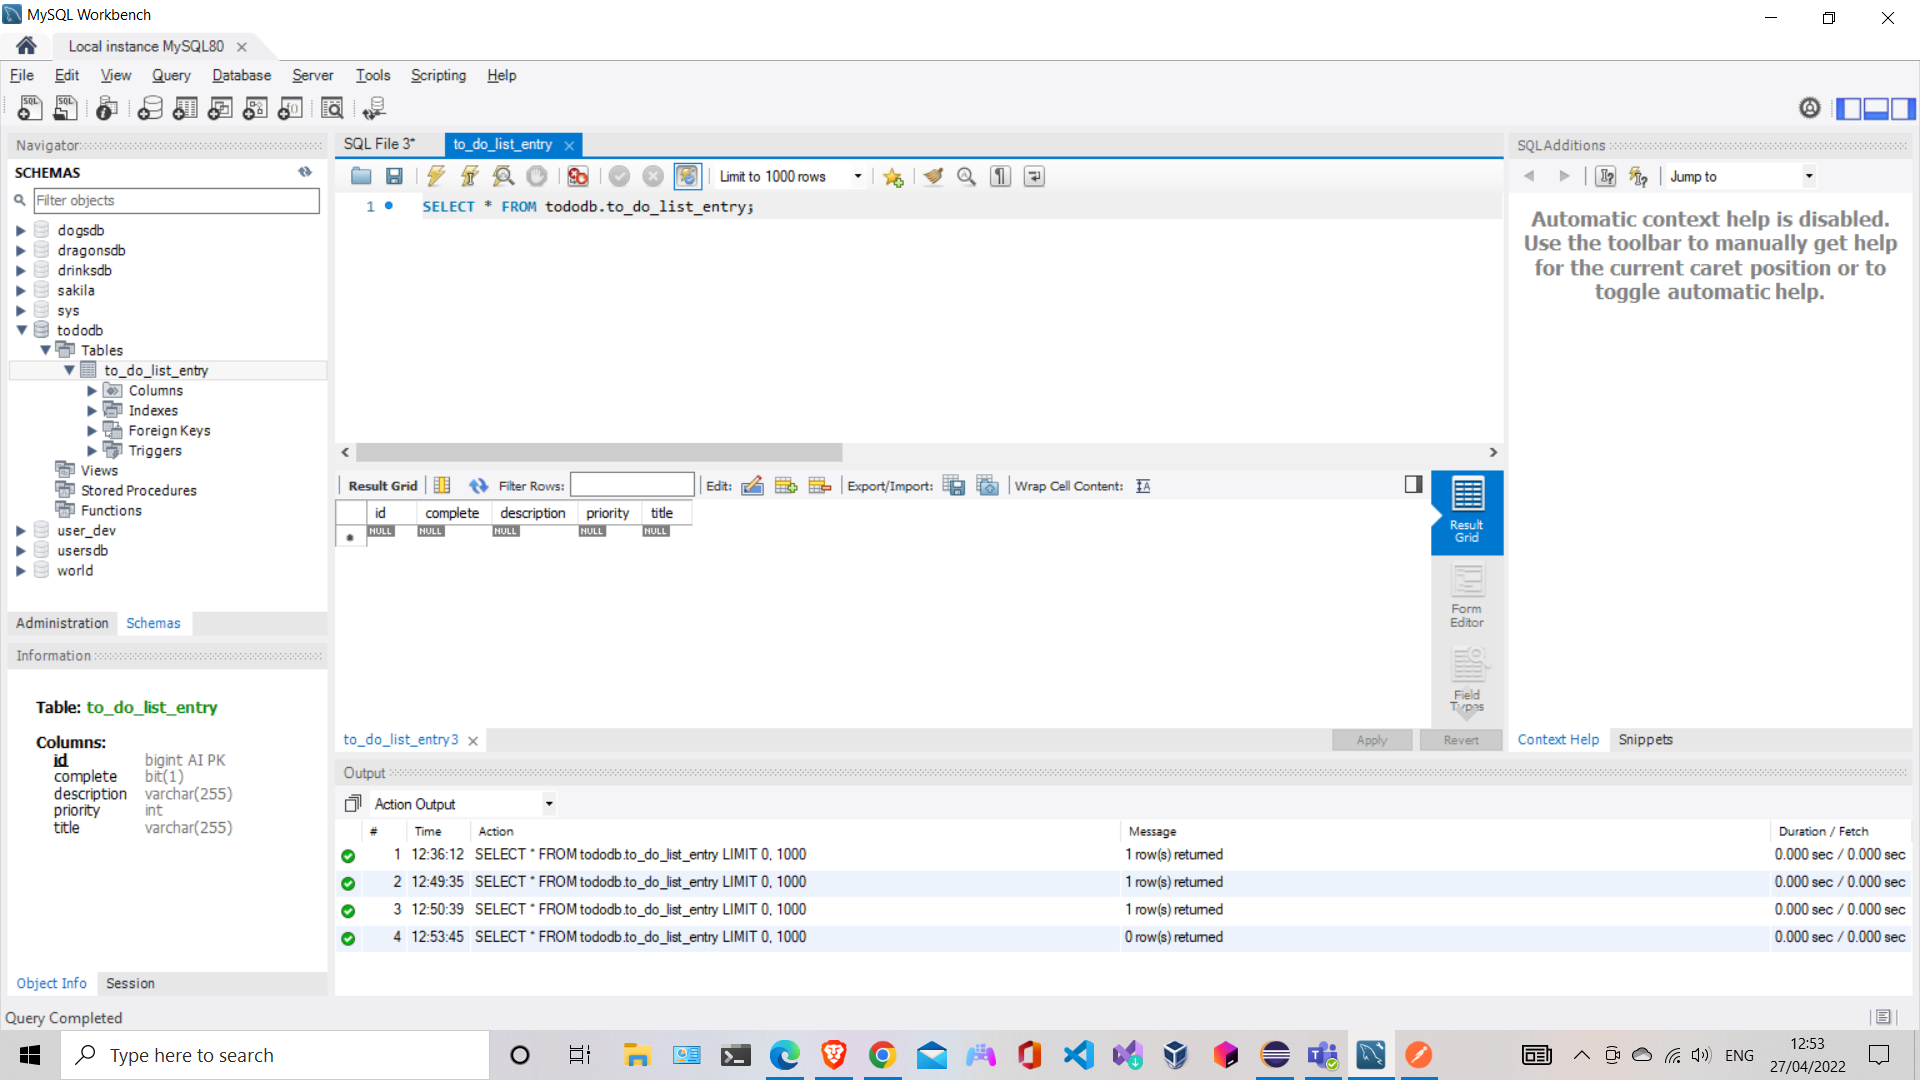 MySQL Workbench
Local instance MySQL80
File Edit View Query Database Server Tools Scripting Help
Navigator
SCHEMAS
Filter objects
dogsdb
dragonsdb
drinksdb
sakila
sys
tododb
Tables
to_do_list_entry
Columns
Indexes
Foreign Keys
Triggers
Views
Stored Procedures
Functions
user_dev
usersdb
world
Administration Schemas
Information
Table: to_do_list_entry
Columns:
id bigint AI PK
complete bit(1)
description varchar(255)
priority int
title varchar(255)
Object Info Session
SQL File 3* to_do_list_entry
Limit to 1000 rows
1 SELECT * FROM tododb.to_do_list_entry;
Result Grid Filter Rows: Edit: Export/Import: Wrap Cell Content:
id complete description priority title
NULL NULL NULL NULL NULL
Result
Grid
Form
Editor
Field
Types
to_do_list_entry 3
Apply Revert
SQLAdditions
Jump to
Automatic context help is disabled.
Use the toolbar to manually get help
for the current caret position or to
toggle automatic help.
Context Help Snippets
Output
Action Output
# Time Action Message Duration / Fetch
1 12:36:12 SELECT * FROM tododb.to_do_list_entry LIMIT 0, 1000 1 row(s) returned 0.000 sec / 0.000 sec
2 12:49:35 SELECT * FROM tododb.to_do_list_entry LIMIT 0, 1000 1 row(s) returned 0.000 sec / 0.000 sec
3 12:50:39 SELECT * FROM tododb.to_do_list_entry LIMIT 0, 1000 1 row(s) returned 0.000 sec / 0.000 sec
4 12:53:45 SELECT * FROM tododb.to_do_list_entry LIMIT 0, 1000 0 row(s) returned 0.000 sec / 0.000 sec
Query Completed
Type here to search
ENG
12:53
27/04/2022